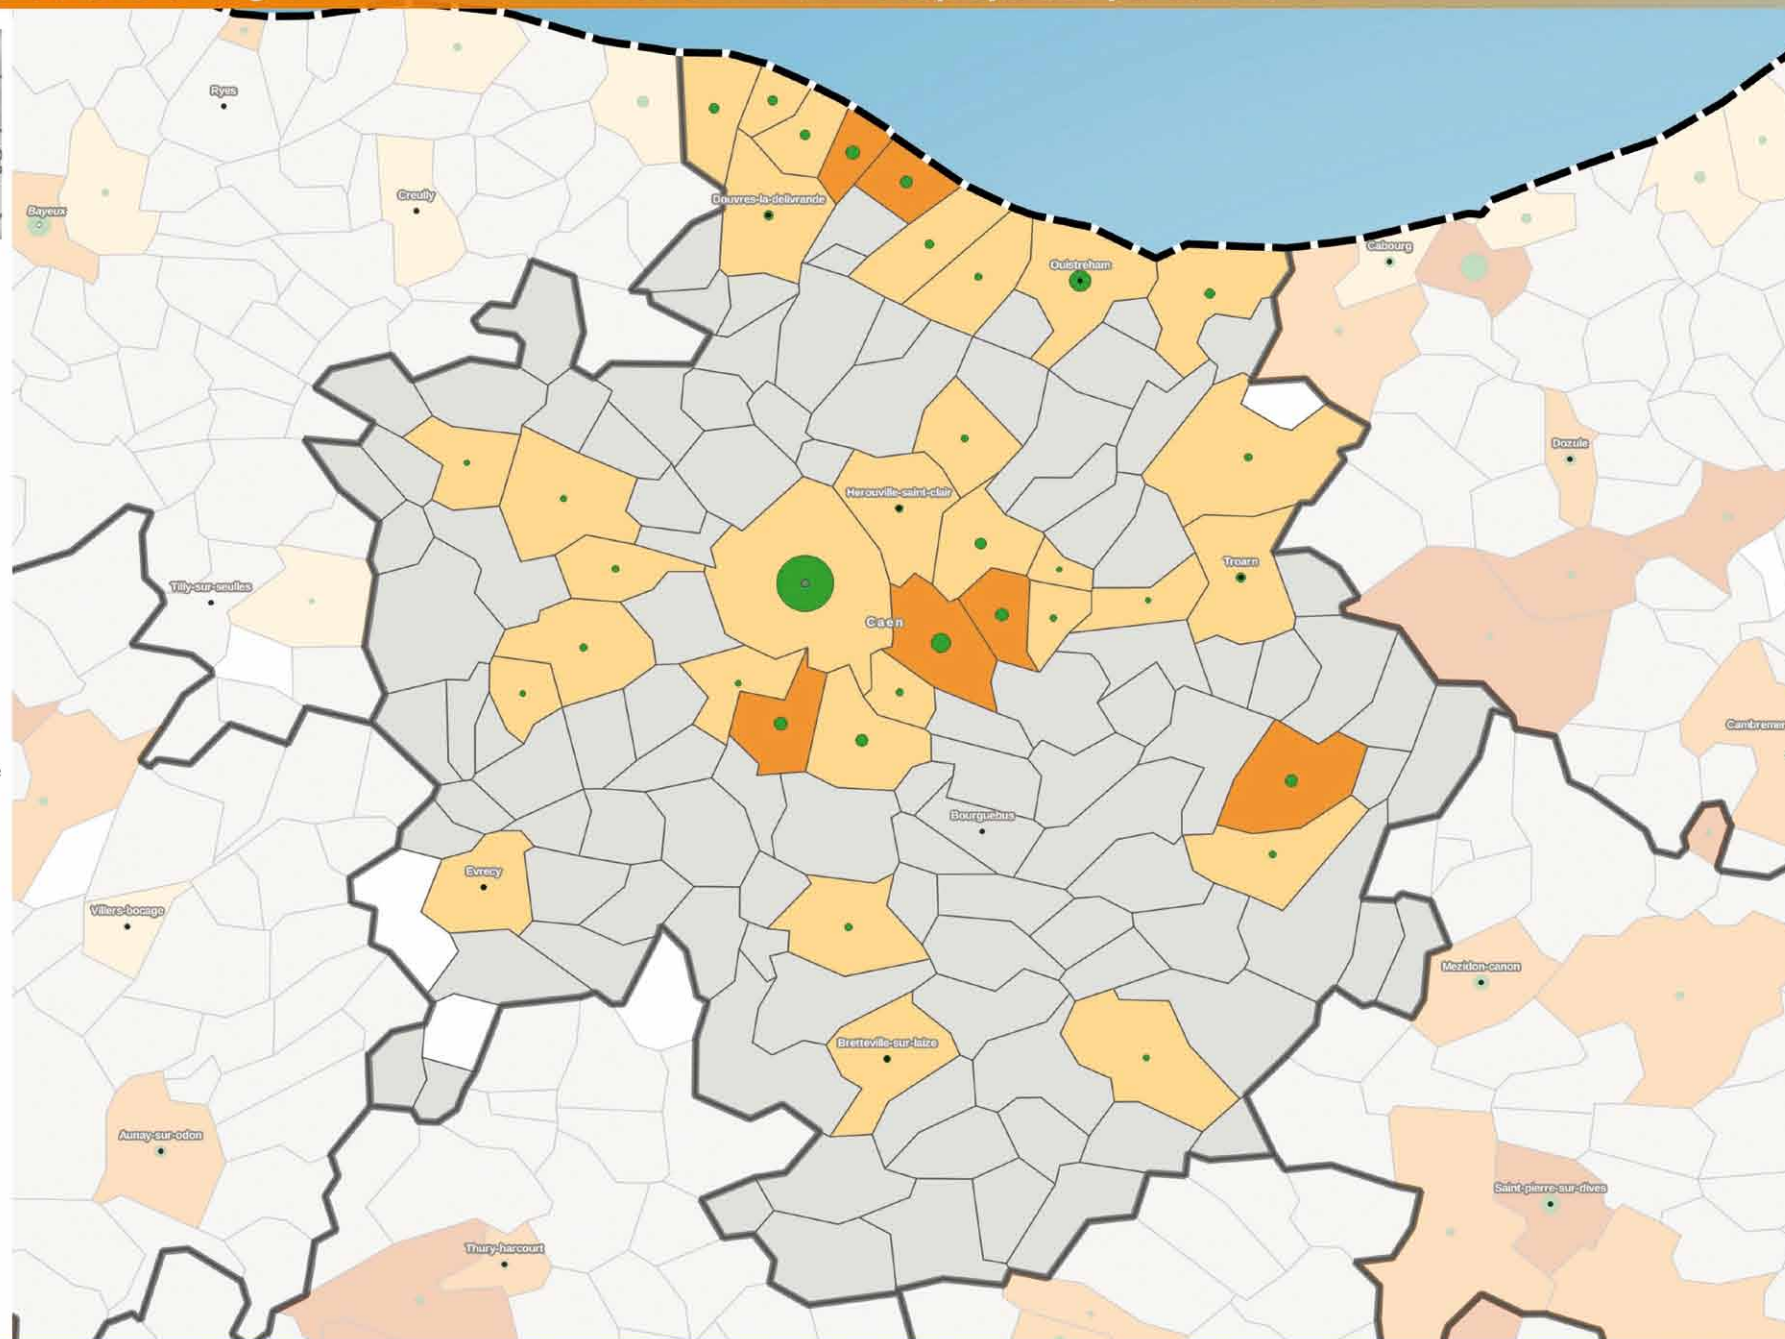 Ryes
Creully
Bayeux
Douvres-la-delivrande
Ouistreham
Cabourg
Dozule
Herouville-saint-clair
Troarn
Tilly-sur-seulles
Caen
Bourguebus
Evrecy
Villers-bocage
Mezidon-canon
Bretteville-sur-laize
Aunay-sur-odon
Saint-pierre-sur-dives
Thury-harcourt